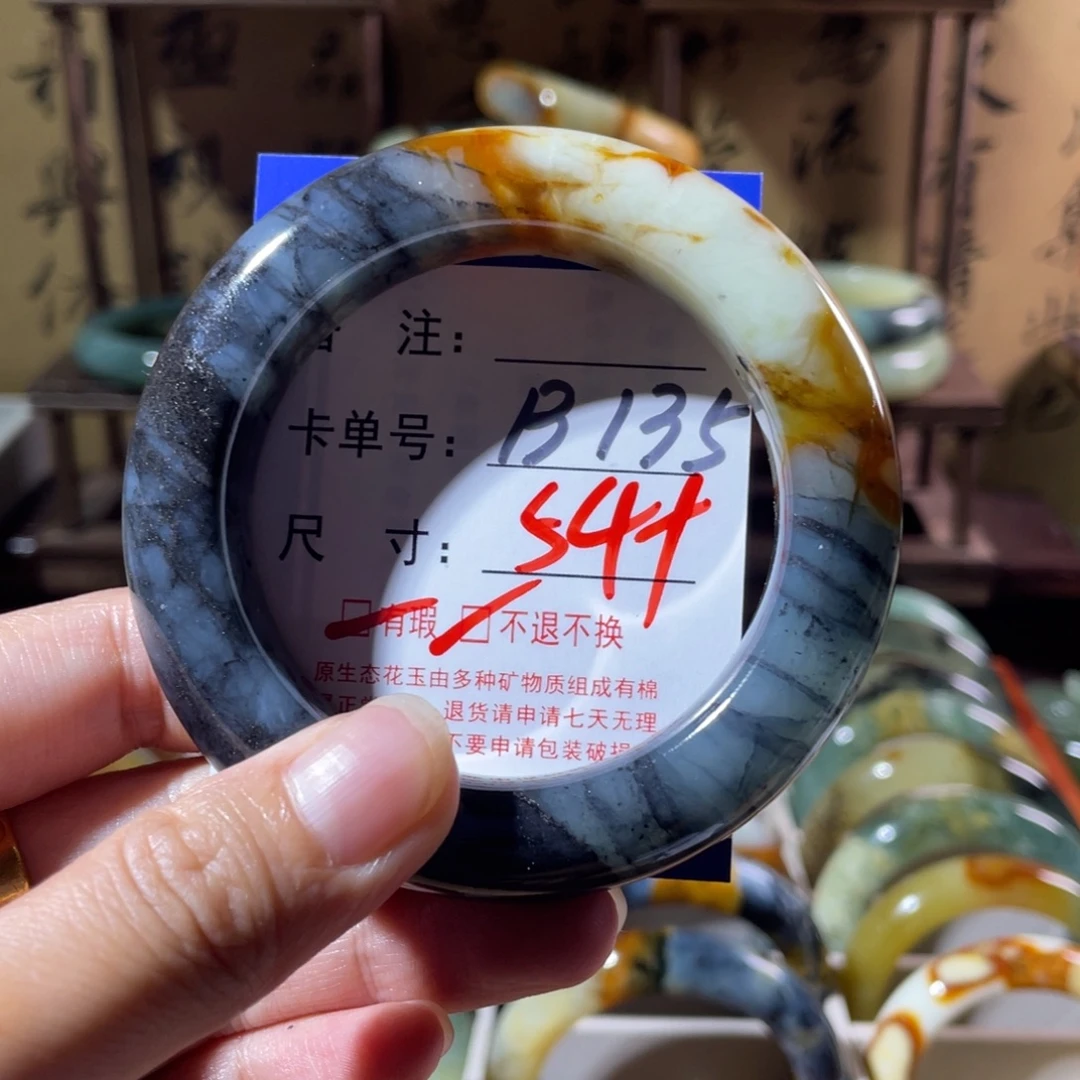 注：
卡单号： B135
尺 寸： 54+
有瑕 不退不换
原生态花玉由多种矿物质组成有棉
退货请申请七天无理
不要申请包装破损